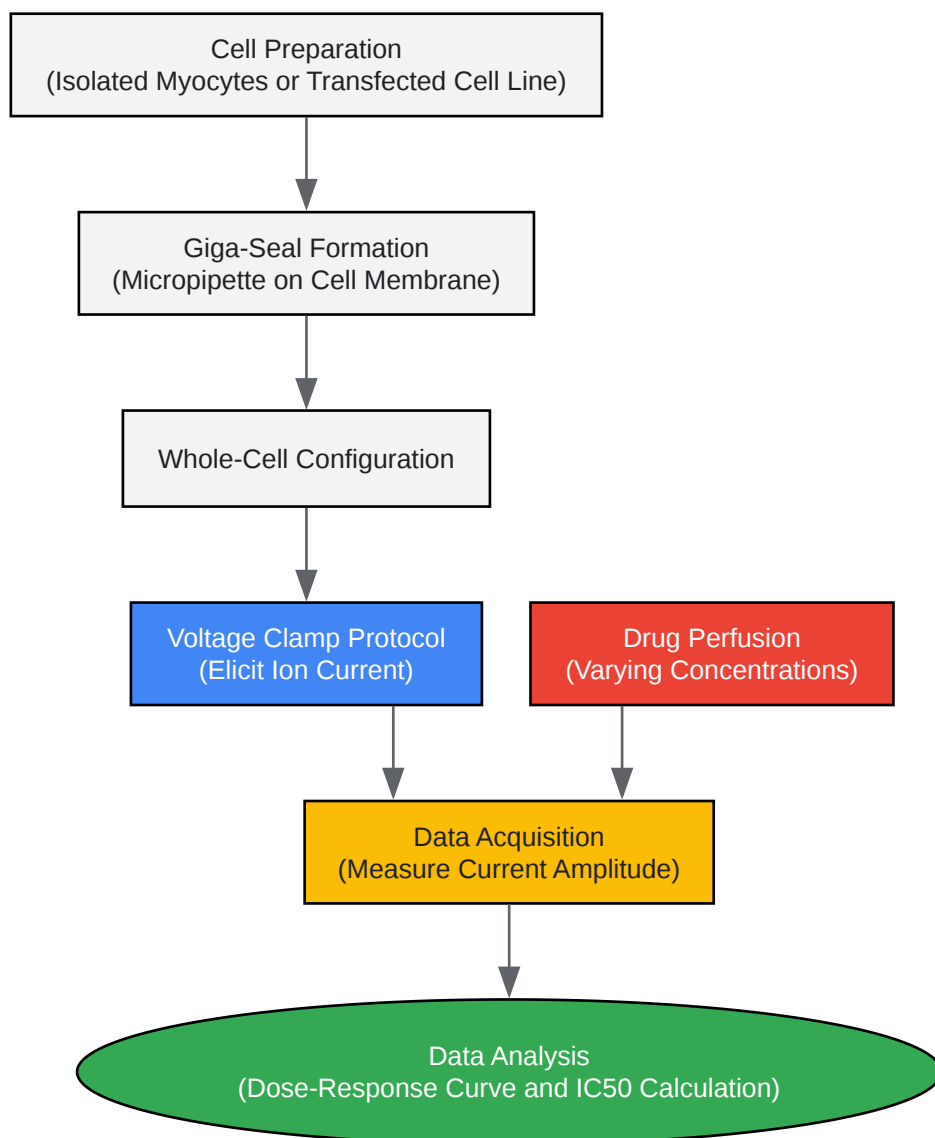 Cell Preparation
(Isolated Myocytes or Transfected Cell Line)
Giga-Seal Formation
(Micropipette on Cell Membrane)
Whole-Cell Configuration
Voltage Clamp Protocol
(Elicit Ion Current)
Drug Perfusion
(Varying Concentrations)
Data Acquisition
(Measure Current Amplitude)
Data Analysis
(Dose-Response Curve and IC50 Calculation)